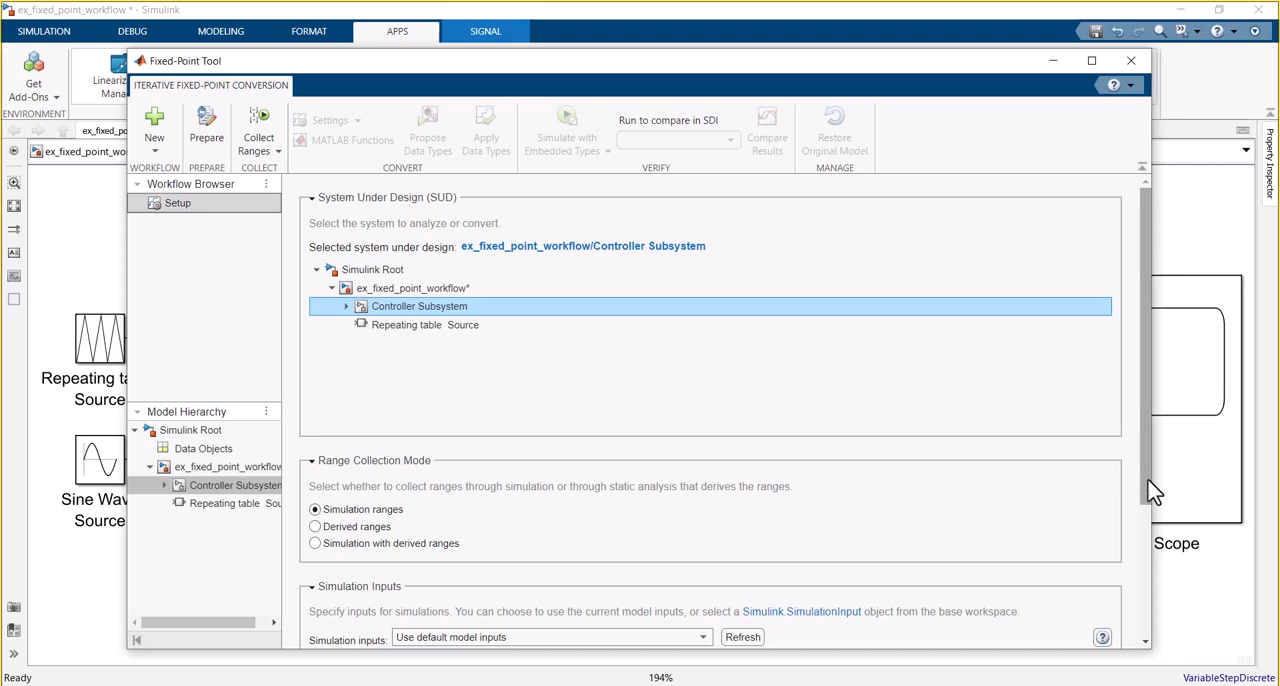 ex_fixed_point_workflow * - Simulink
SIMULATION DEBUG MODELING FORMAT APPS SIGNAL
Get
Add-Ons
ENVIRONMENT
Fixed-Point Tool
ITERATIVE FIXED-POINT CONVERSION
New
WORKFLOW
Prepare
PREPARE
Collect
Ranges
COLLECT
Settings
MATLAB Functions
Propose
Data Types
Apply
Data Types
CONVERT
Simulate with
Embedded Types
Run to compare in SDI
Compare
Results
VERIFY
Restore
Original Model
MANAGE
Workflow Browser
Setup
System Under Design (SUD)
Select the system to analyze or convert.
Selected system under design: ex_fixed_point_workflow/Controller Subsystem
Simulink Root
ex_fixed_point_workflow*
Controller Subsystem
Repeating table Source
Range Collection Mode
Select whether to collect ranges through simulation or through static analysis that derives the ranges.
Simulation ranges
Derived ranges
Simulation with derived ranges
Simulation Inputs
Specify inputs for simulations. You can choose to use the current model inputs, or select a Simulink.SimulationInput object from the base workspace.
Simulation inputs: Use default model inputs Refresh
Model Hierarchy
Simulink Root
Data Objects
ex_fixed_point_workflow
Controller Subsystem
Repeating table Sou
Repeating ta
Source
Sine Wav
Source
Scope
Property Inspector
Ready 194% VariableStepDiscrete